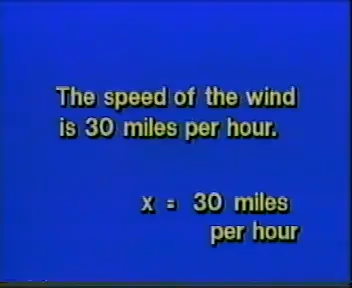 The speed of the wind
is 30 miles per hour.
x = 30 miles
per hour